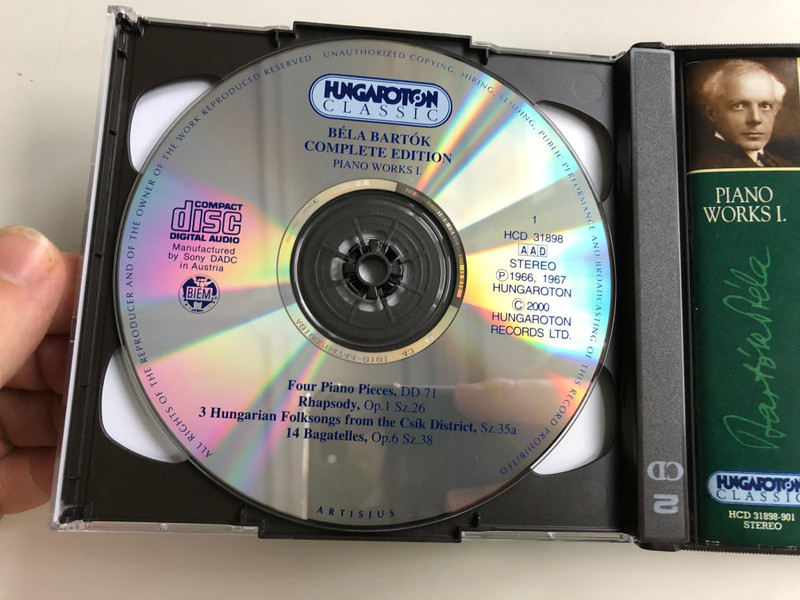 ALL RIGHTS OF THE REPRODUCER AND OF THE OWNER OF THE WORK REPRODUCED RESERVED . UNAUTHORIZED COPYING, HIRING, LENDING, PUBLIC PERFORMANCE AND BROADCASTING OF THIS RECORD PROHIBITED
HUNGAROTON
CLASSIC
BÉLA BARTÓK
COMPLETE EDITION
PIANO WORKS I.
COMPACT
disc
DIGITAL AUDIO
Manufactured
by Sony DADC
in Austria
BIEM
1
HCD 31898
AAD
STEREO
Ⓟ1966, 1967
HUNGAROTON
© 2000
HUNGAROTON
RECORDS LTD.
Four Piano Pieces, DD 71
Rhapsody, Op.1 Sz.26
3 Hungarian Folksongs from the Csík District, Sz.35a
14 Bagatelles, Op.6 Sz.38
ARTISJUS
2 CD
PIANO
WORKS I.
Bartók Béla
HUNGAROTON
CLASSIC
HCD 31898-901
STEREO